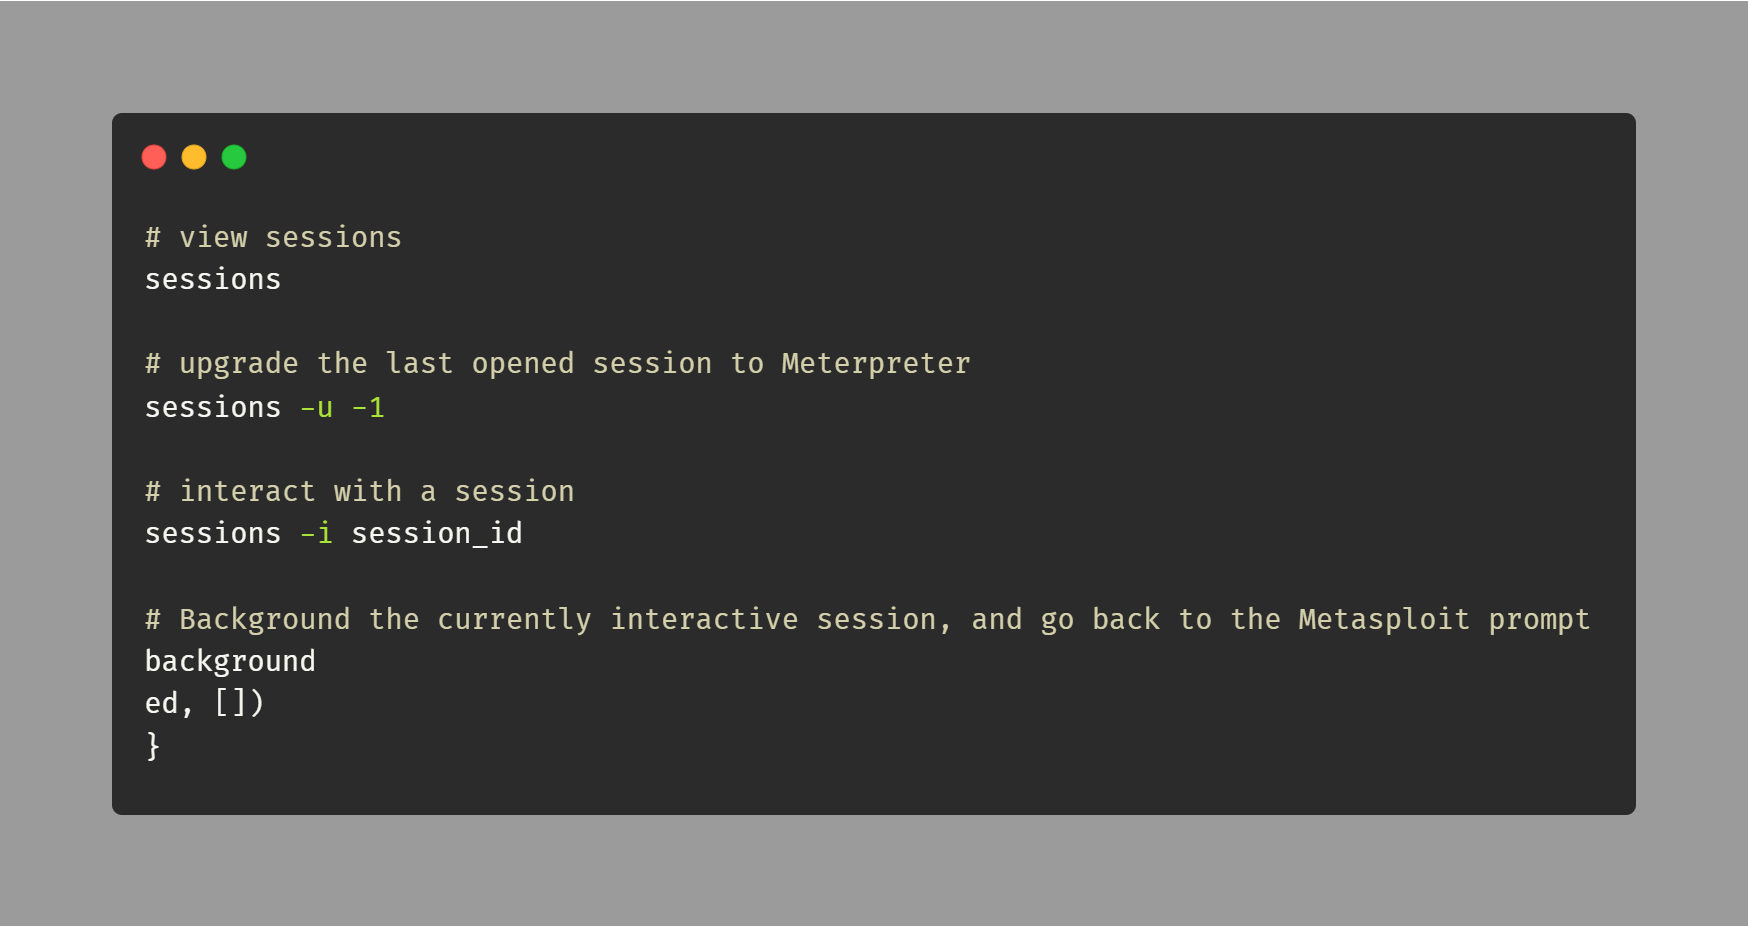 # view sessions
sessions
# upgrade the last opened session to Meterpreter
sessions -u -1
# interact with a session
sessions -i session_id
# Background the currently interactive session, and go back to the Metasploit prompt
background
ed, [])
}